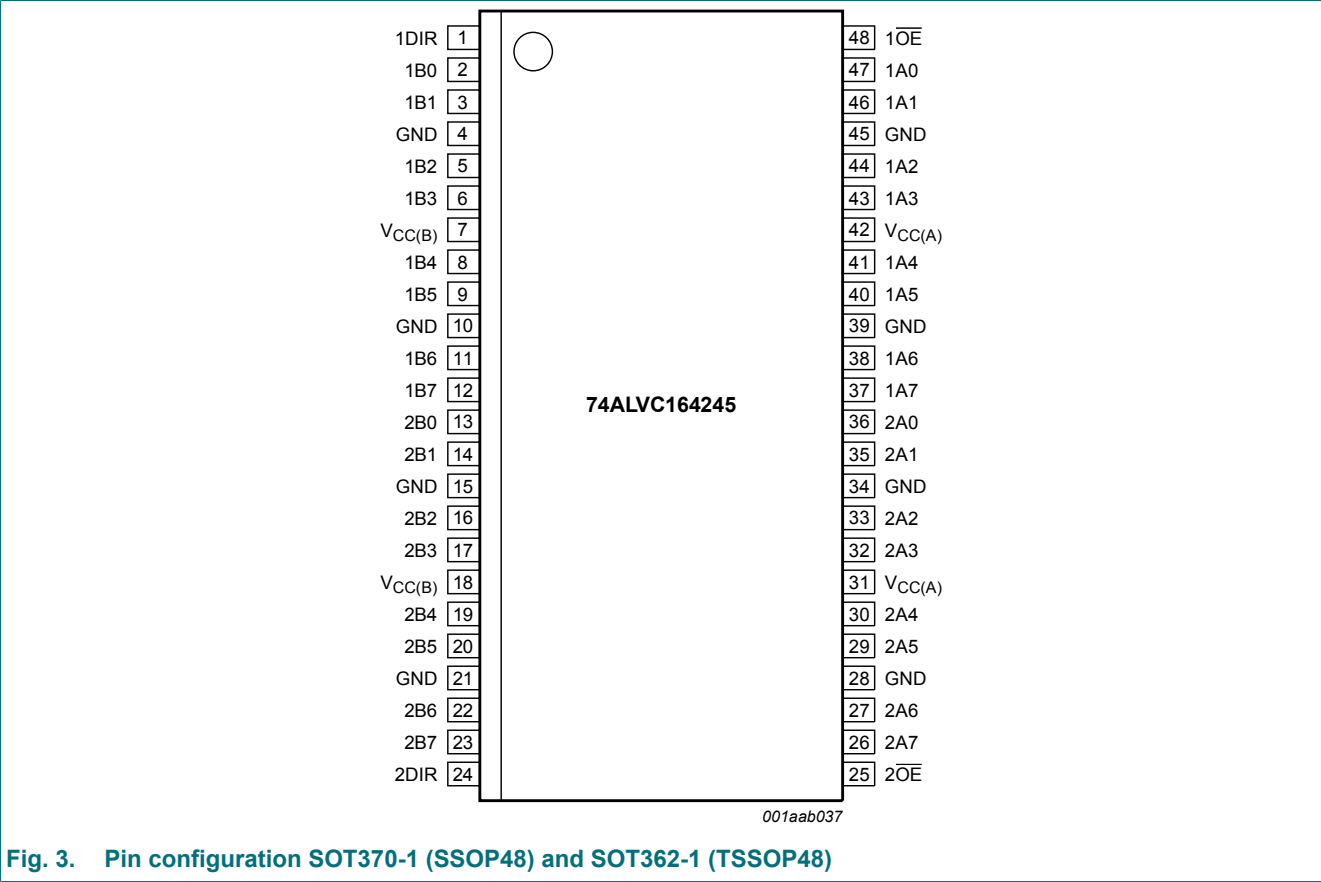 1DIR 1 48 1O̅E̅
1B0 2 47 1A0
1B1 3 46 1A1
GND 4 45 GND
1B2 5 44 1A2
1B3 6 43 1A3
VCC(B) 7 42 VCC(A)
1B4 8 41 1A4
1B5 9 40 1A5
GND 10 39 GND
1B6 11 38 1A6
1B7 12 37 1A7
74ALVC164245
2B0 13 36 2A0
2B1 14 35 2A1
GND 15 34 GND
2B2 16 33 2A2
2B3 17 32 2A3
VCC(B) 18 31 VCC(A)
2B4 19 30 2A4
2B5 20 29 2A5
GND 21 28 GND
2B6 22 27 2A6
2B7 23 26 2A7
2DIR 24 25 2O̅E̅
001aab037
Fig. 3. Pin configuration SOT370-1 (SSOP48) and SOT362-1 (TSSOP48)